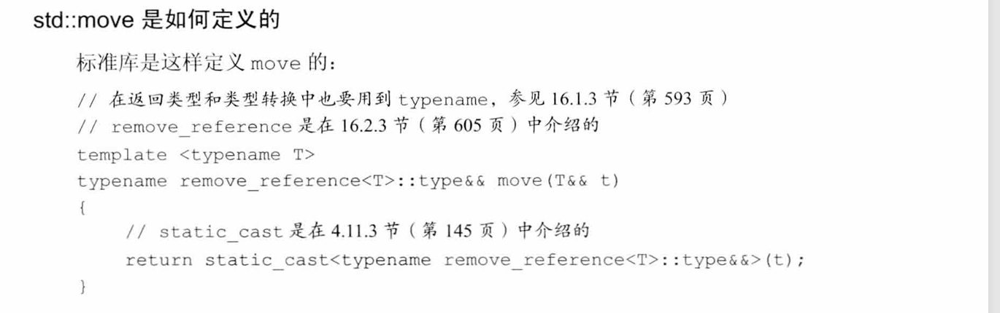 std::move 是如何定义的
标准库是这样定义 move 的：
// 在返回类型和类型转换中也要用到 typename，参见 16.1.3 节（第 593 页）
// remove_reference 是在 16.2.3 节（第 605 页）中介绍的
template <typename T>
typename remove_reference<T>::type&& move(T&& t)
{
// static_cast 是在 4.11.3 节（第 145 页）中介绍的
return static_cast<typename remove_reference<T>::type&&>(t);
}